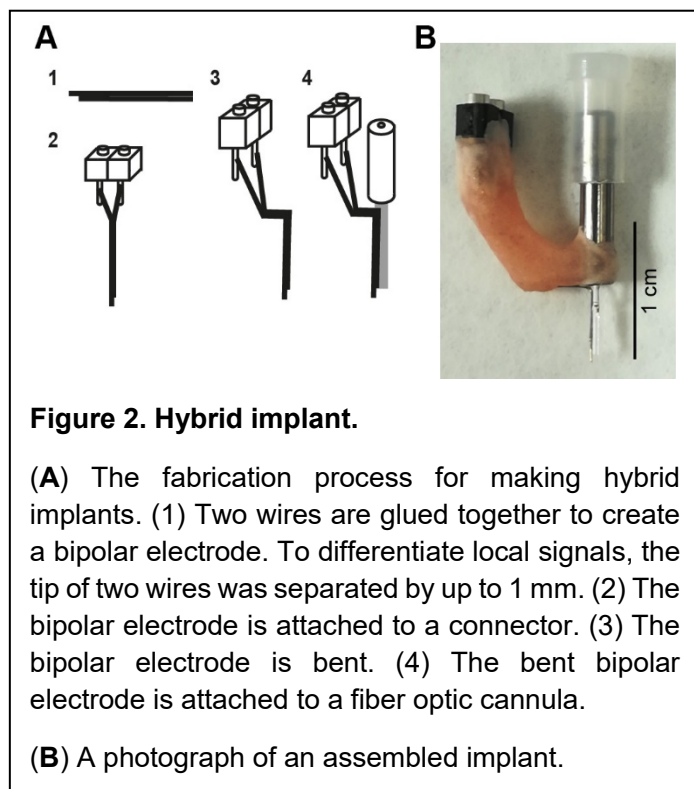 A
B
1
2
3
4
1 cm
Figure 2. Hybrid implant.
(A) The fabrication process for making hybrid
implants. (1) Two wires are glued together to create
a bipolar electrode. To differentiate local signals, the
tip of two wires was separated by up to 1 mm. (2) The
bipolar electrode is attached to a connector. (3) The
bipolar electrode is bent. (4) The bent bipolar
electrode is attached to a fiber optic cannula.
(B) A photograph of an assembled implant.